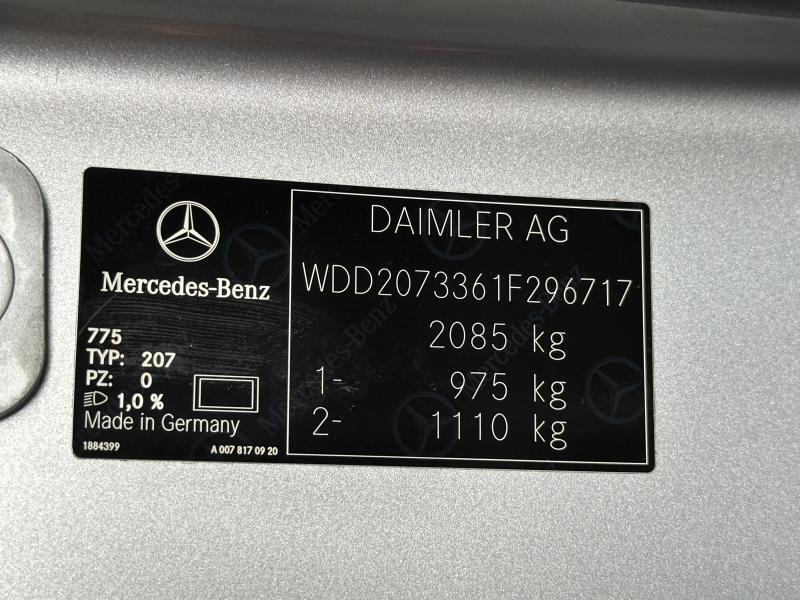 Mercedes-Benz
775
TYP: 207
PZ: 0
1,0 %
Made in Germany
1884399
A 007 817 09 20
DAIMLER AG
WDD2073361F296717
2085 kg
1- 975 kg
2- 1110 kg